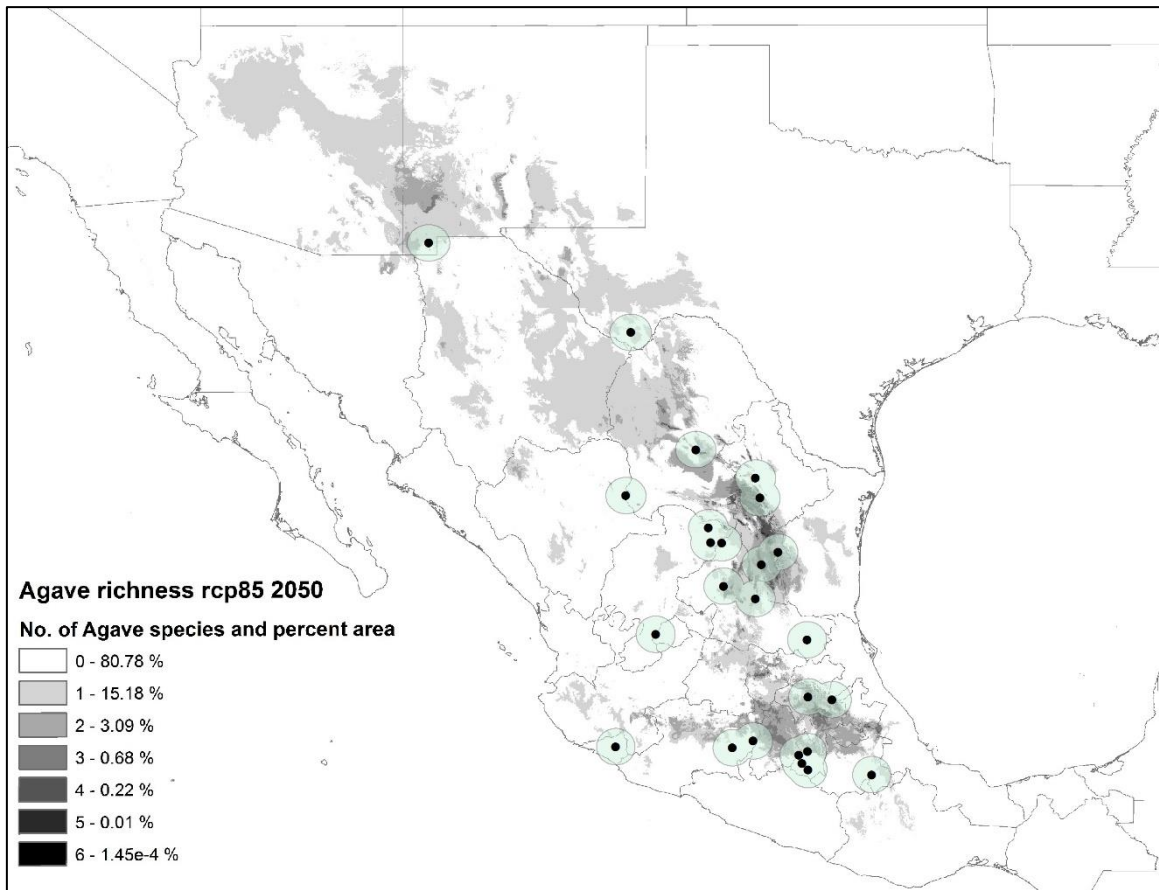 Agave richness rcp85 2050
No. of Agave species and percent area
0 - 80.78 %
1 - 15.18 %
2 - 3.09 %
3 - 0.68 %
4 - 0.22 %
5 - 0.01 %
6 - 1.45e-4 %